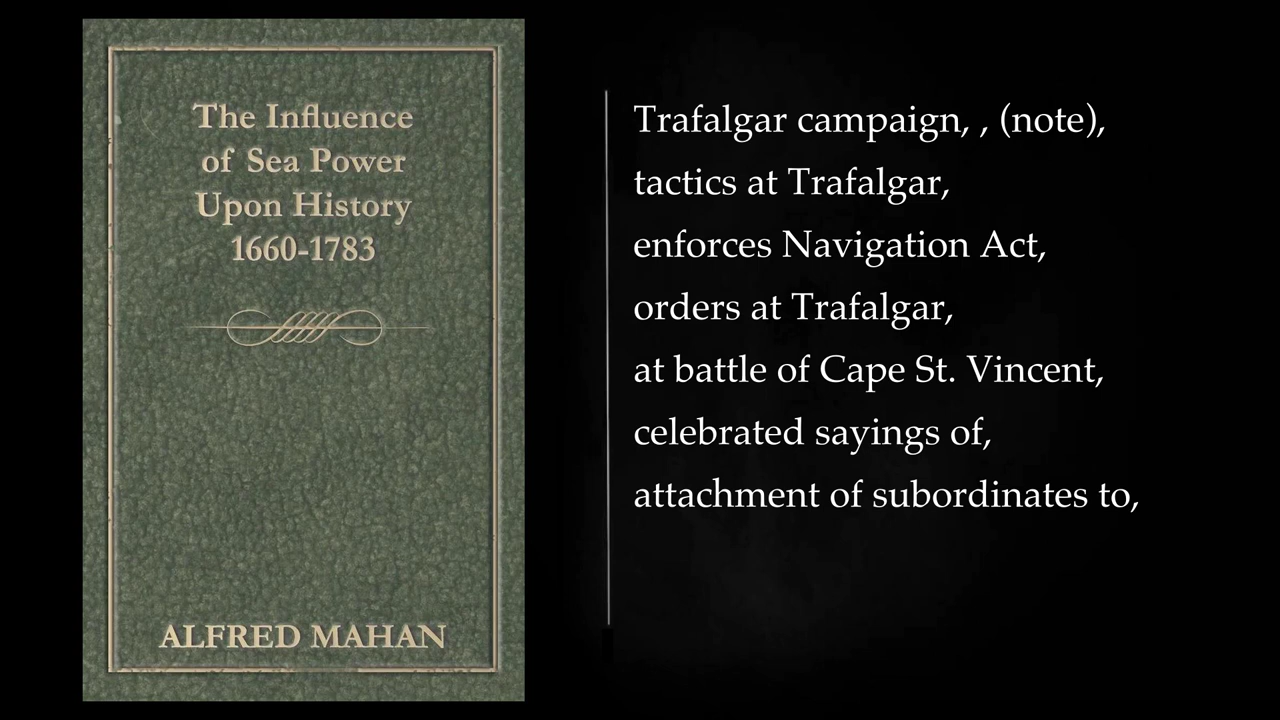 The Influence
of Sea Power
Upon History
1660-1783
ALFRED MAHAN
Trafalgar campaign, , (note),
tactics at Trafalgar,
enforces Navigation Act,
orders at Trafalgar,
at battle of Cape St. Vincent,
celebrated sayings of,
attachment of subordinates to,